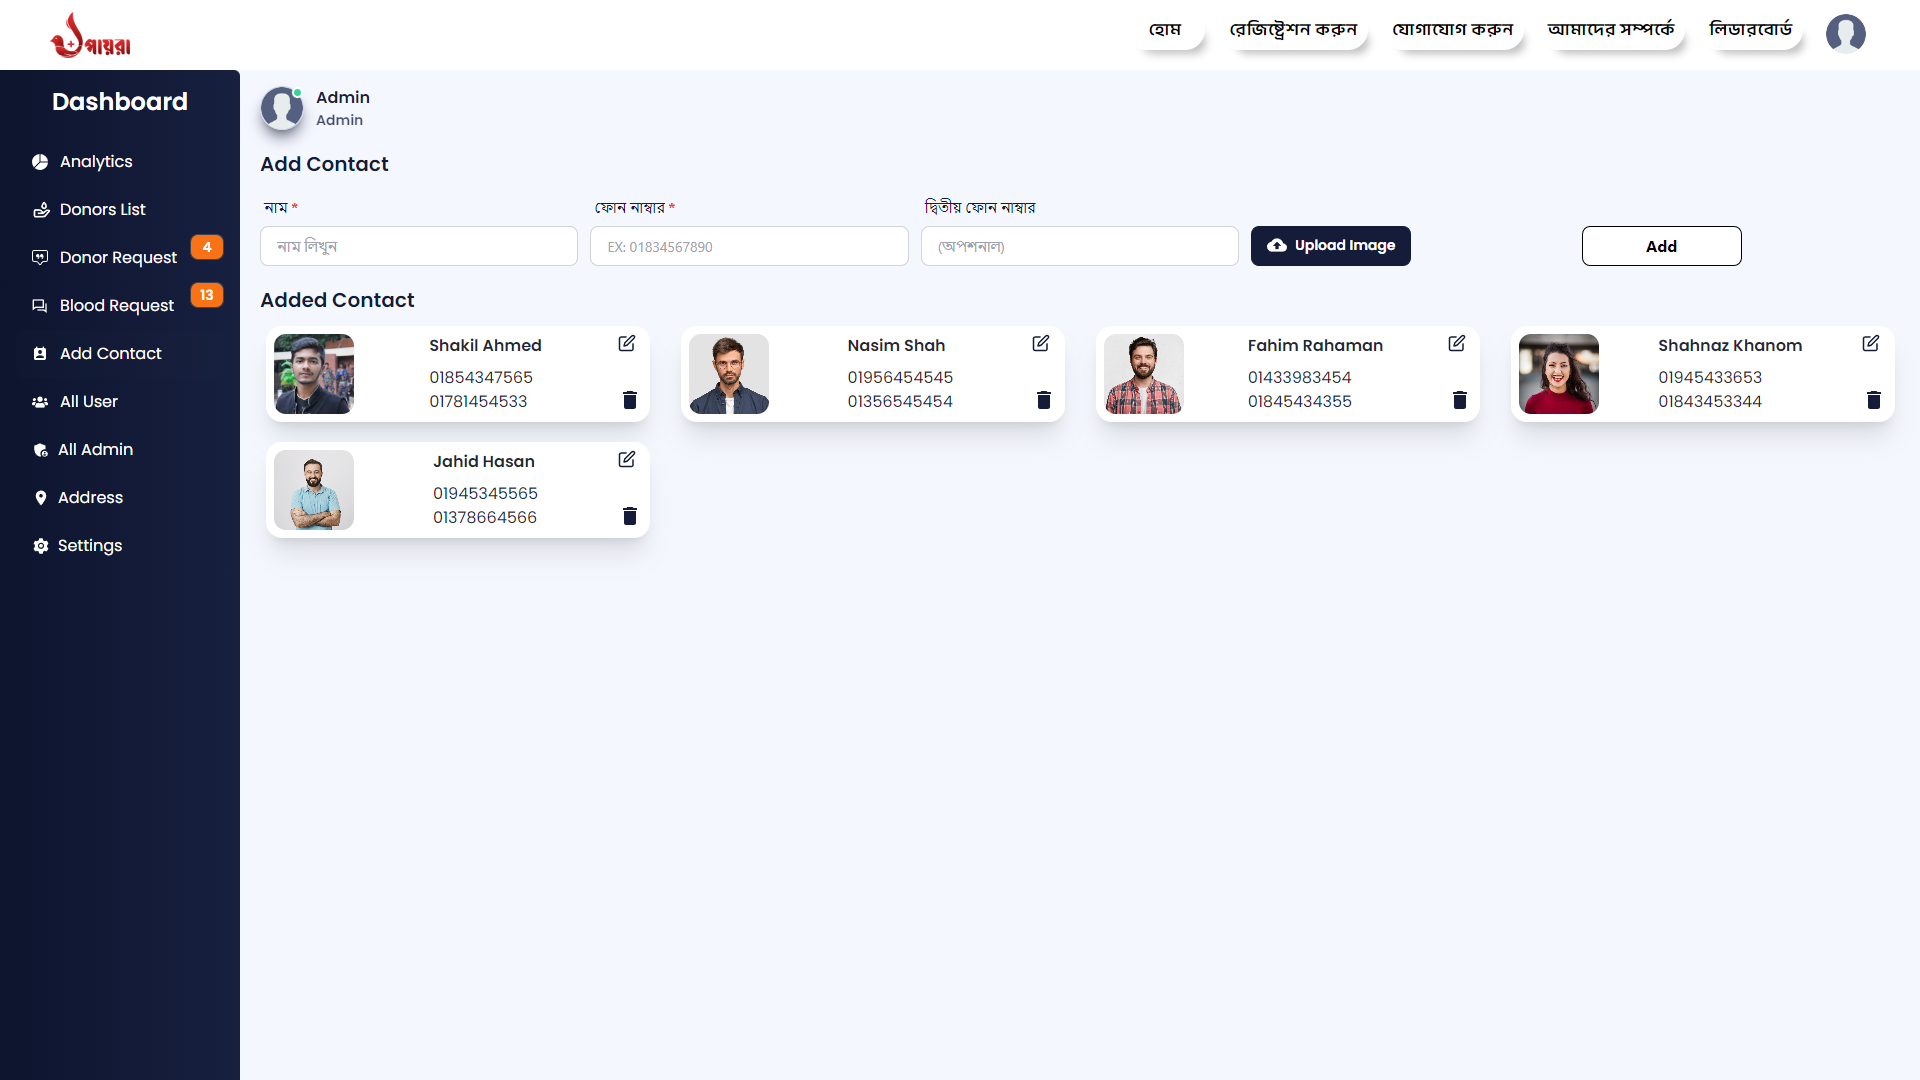 পায়রা
হোম
রেজিষ্ট্রেশন করুন
যোগাযোগ করুন
আমাদের সম্পর্কে
লিডারবোর্ড
Dashboard
Analytics
Donors List
Donor Request 4
Blood Request 13
Add Contact
All User
All Admin
Address
Settings
Admin
Admin
Add Contact
নাম *
নাম লিখুন
ফোন নাম্বার *
EX: 01834567890
দ্বিতীয় ফোন নাম্বার
(অপশনাল)
Upload Image
Add
Added Contact
Shakil Ahmed
01854347565
01781454533
Nasim Shah
01956454545
01356545454
Fahim Rahaman
01433983454
01845434355
Shahnaz Khanom
01945433653
01843453344
Jahid Hasan
01945345565
01378664566